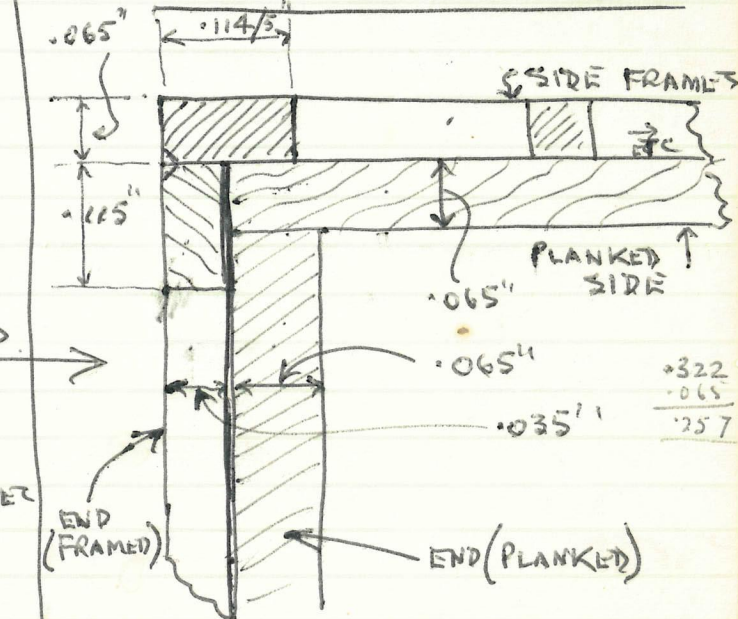 .065"
.114/5"
SIDE FRAMES
ETC
.115"
PLANKED
SIDE
.065"
.065"
.322
.065
.257
.035"
END
(FRAMED)
END (PLANKED)